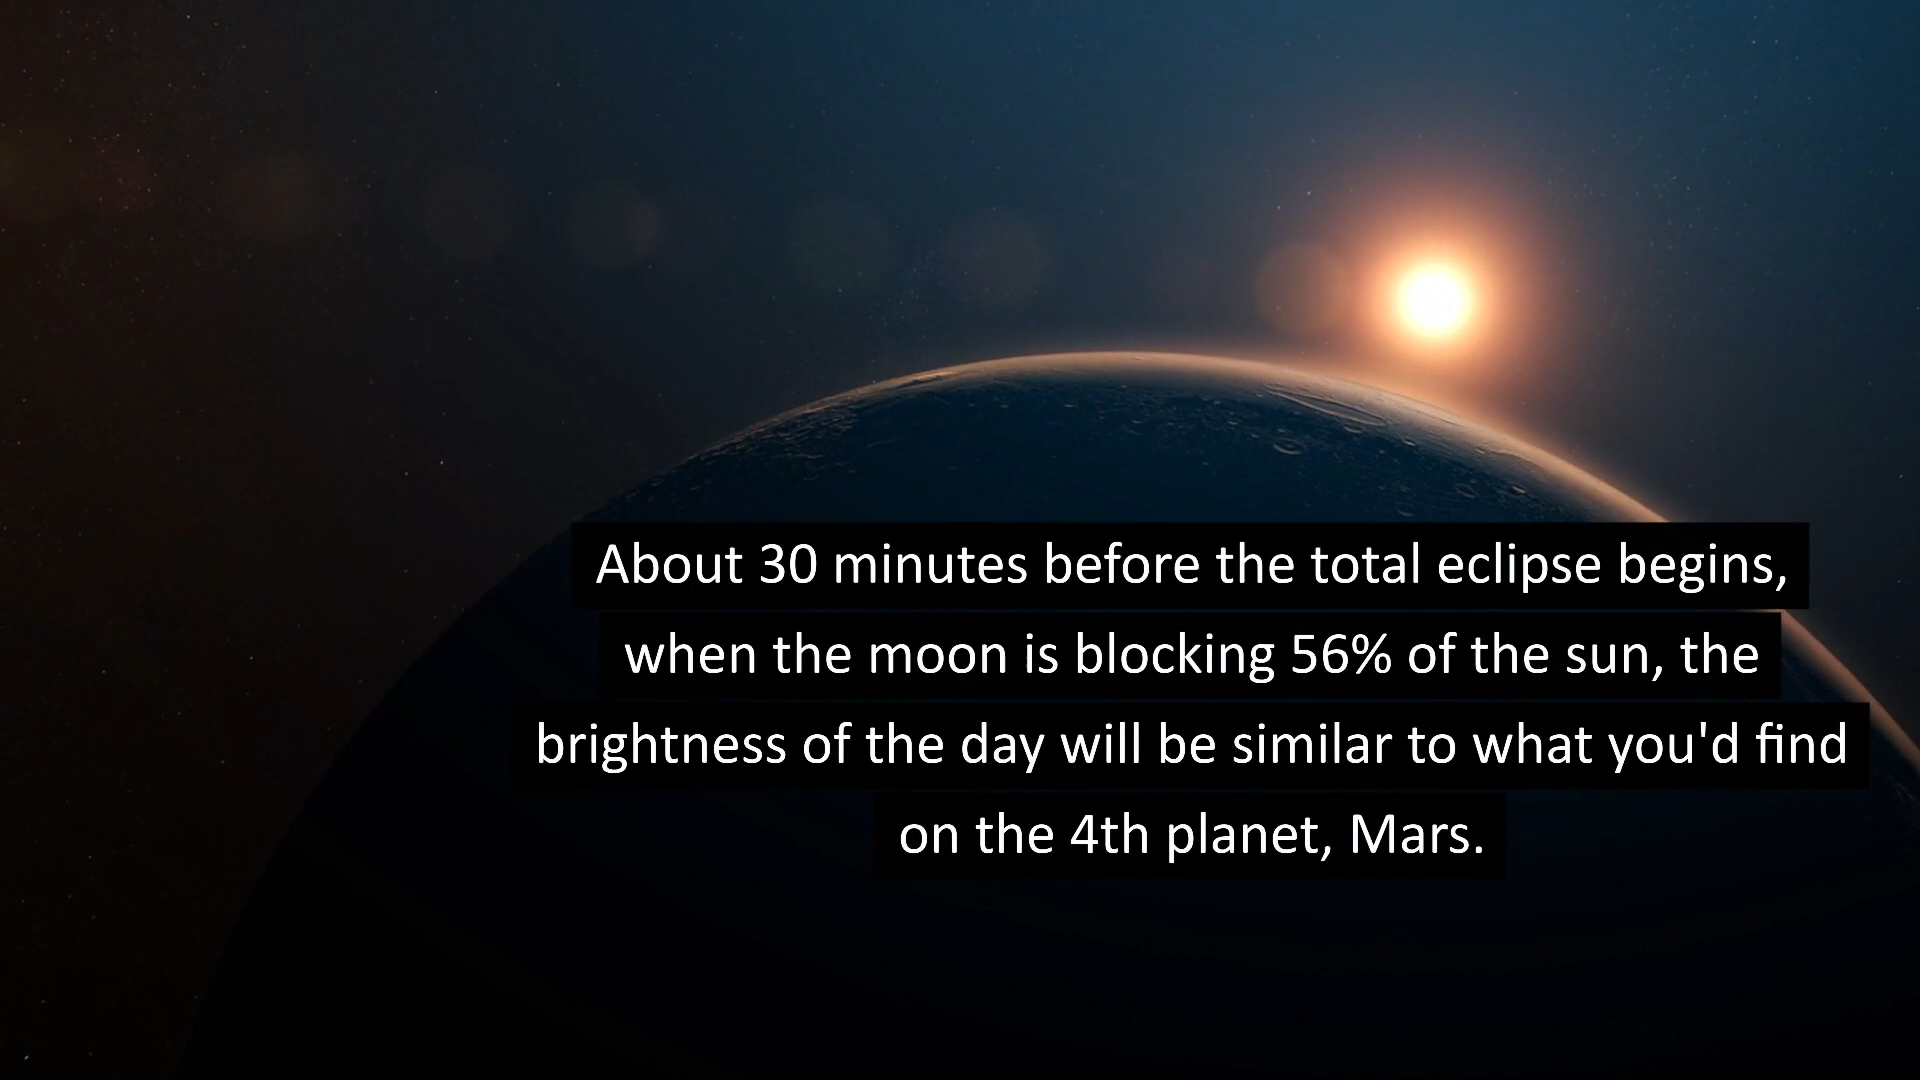 About 30 minutes before the total eclipse begins,
when the moon is blocking 56% of the sun, the
brightness of the day will be similar to what you'd find
on the 4th planet, Mars.